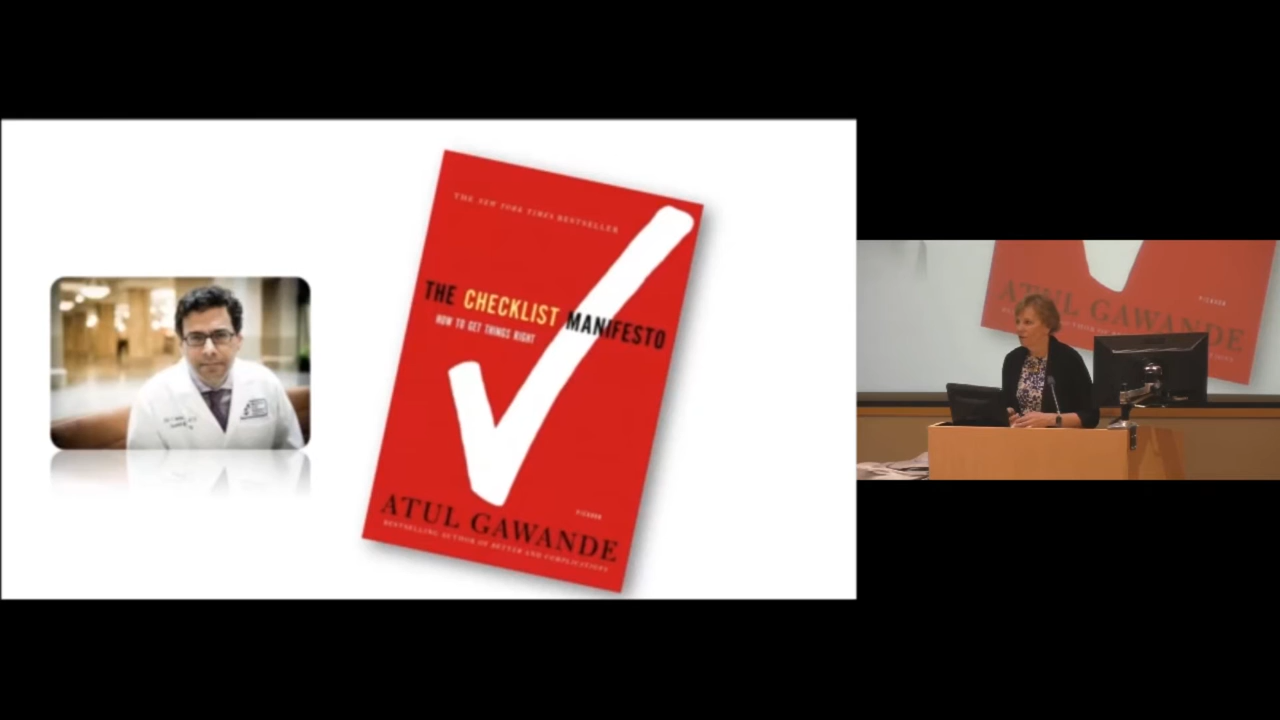 THE NEW YORK TIMES BESTSELLER
THE CHECKLIST MANIFESTO
HOW TO GET THINGS RIGHT
PICADOR
ATUL GAWANDE
BESTSELLING AUTHOR OF BETTER AND COMPLICATIONS
ATUL GAWANDE
PICADOR